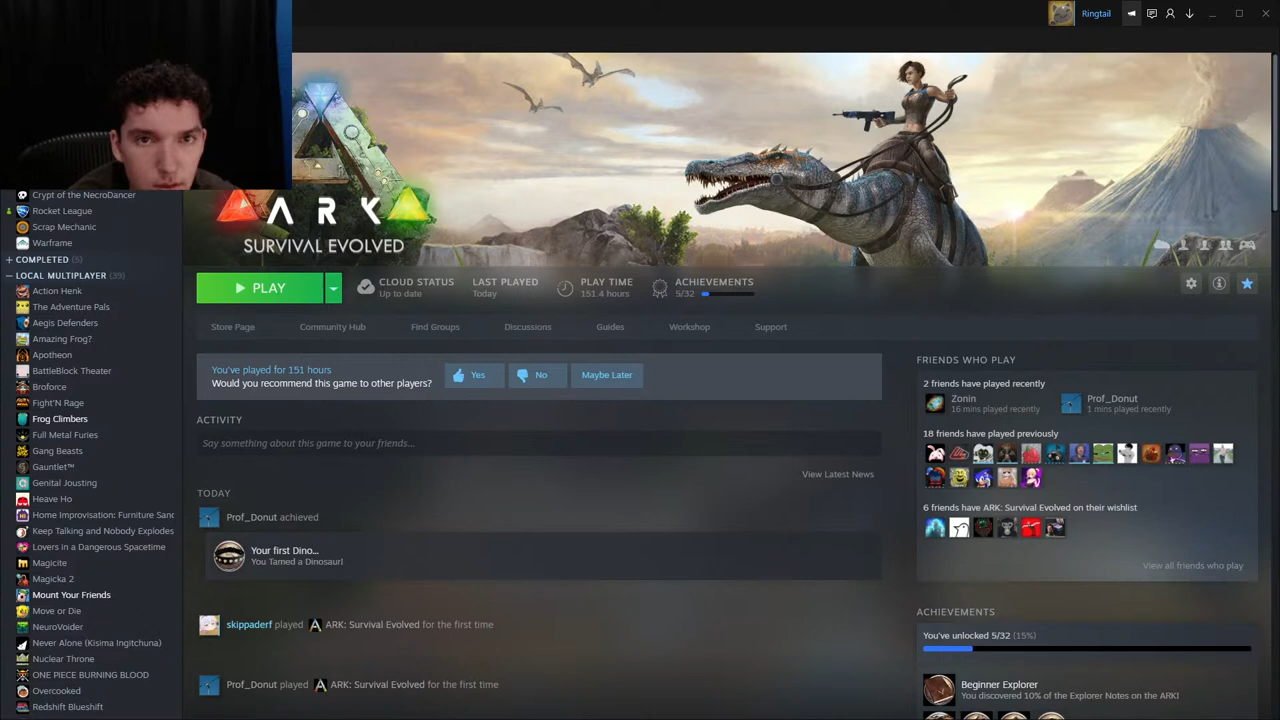 Ringtail
ARK
SURVIVAL EVOLVED
Crypt of the NecroDancer
Rocket League
Scrap Mechanic
Warframe
COMPLETED (5)
LOCAL MULTIPLAYER (39)
Action Henk
The Adventure Pals
Aegis Defenders
Amazing Frog?
Apotheon
BattleBlock Theater
Broforce
Fight'N Rage
Frog Climbers
Full Metal Furies
Gang Beasts
Gauntlet™
Genital Jousting
Heave Ho
Home Improvisation: Furniture Sand
Keep Talking and Nobody Explodes
Lovers in a Dangerous Spacetime
Magicite
Magicka 2
Mount Your Friends
Move or Die
NeuroVoider
Never Alone (Kisima Ingitchuna)
Nuclear Throne
ONE PIECE BURNING BLOOD
Overcooked
Redshift Blueshift
PLAY
CLOUD STATUS
Up to date
LAST PLAYED
Today
PLAY TIME
151.4 hours
ACHIEVEMENTS
5/32
Store Page
Community Hub
Find Groups
Discussions
Guides
Workshop
Support
You've played for 151 hours
Would you recommend this game to other players?
Yes
No
Maybe Later
ACTIVITY
Say something about this game to your friends...
View Latest News
TODAY
Prof_Donut achieved
Your first Dino...
You Tamed a Dinosaur!
skippaderf played ARK: Survival Evolved for the first time
Prof_Donut played ARK: Survival Evolved for the first time
FRIENDS WHO PLAY
2 friends have played recently
Zonin
16 mins played recently
Prof_Donut
1 mins played recently
18 friends have played previously
6 friends have ARK: Survival Evolved on their wishlist
View all friends who play
ACHIEVEMENTS
You've unlocked 5/32 (15%)
Beginner Explorer
You discovered 10% of the Explorer Notes on the ARK!